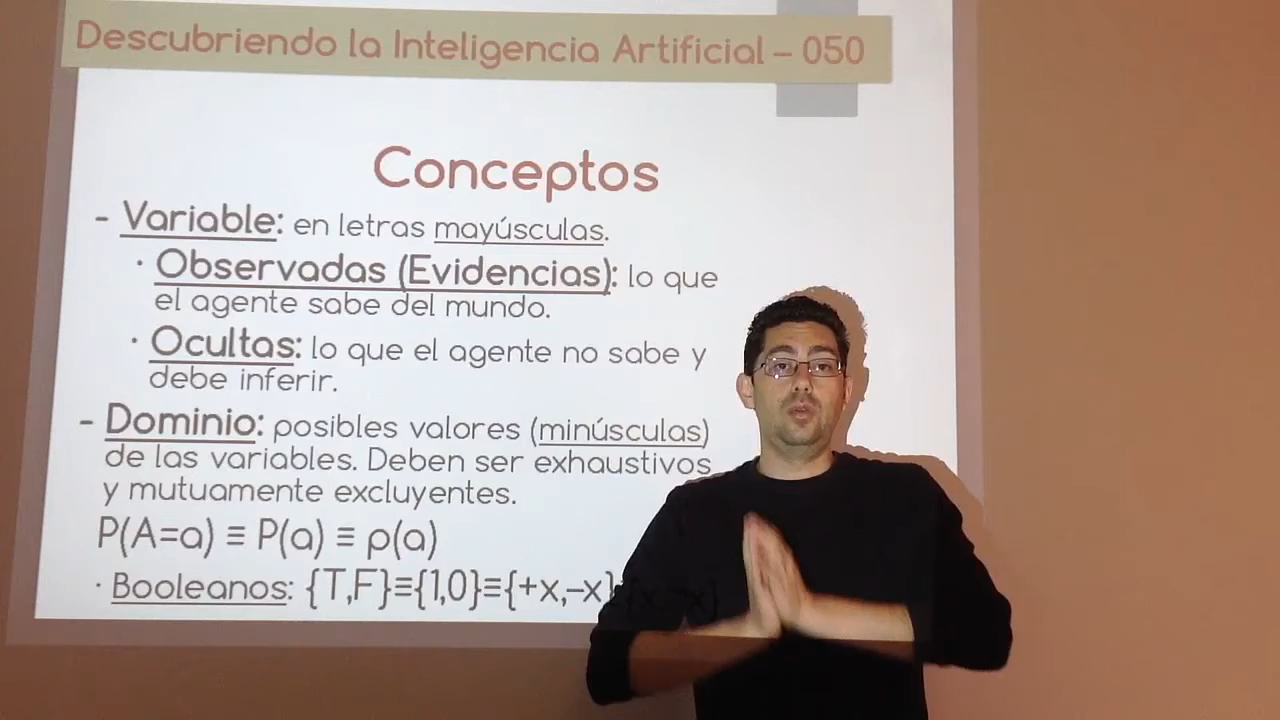 Descubriendo la Inteligencia Artificial – 050
Conceptos
- Variable: en letras mayúsculas.
· Observadas (Evidencias): lo que
el agente sabe del mundo.
· Ocultas: lo que el agente no sabe y
debe inferir.
- Dominio: posibles valores (minúsculas)
de las variables. Deben ser exhaustivos
y mutuamente excluyentes.
P(A=a) ≡ P(a) ≡ ρ(a)
· Booleanos: {T,F}≡{1,0}≡{+x,–x}